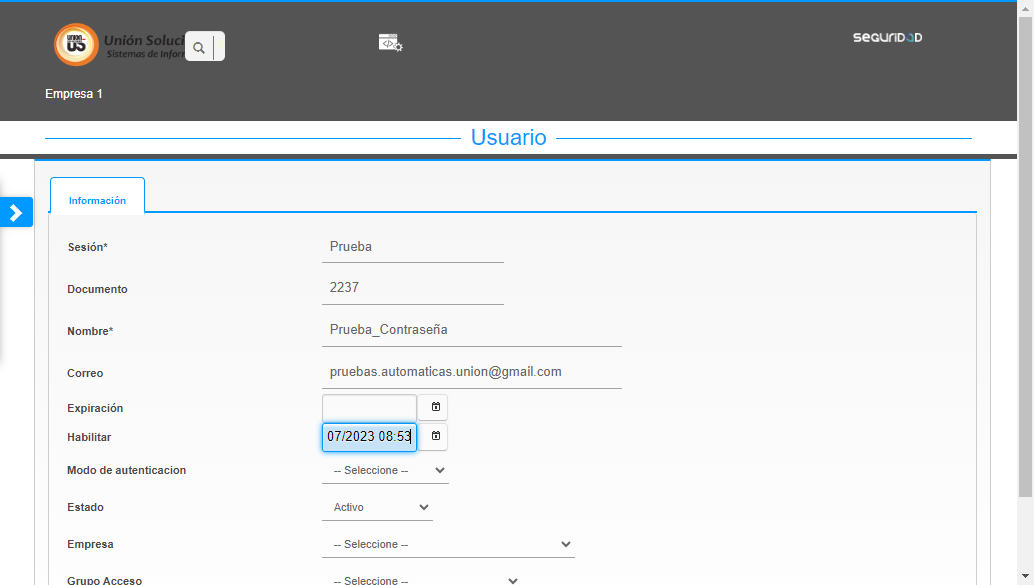 UNION
US
Unión Soluci
Sistemas de Infor
seguridad
Empresa 1
Usuario
Información
Sesión* Prueba
Documento 2237
Nombre* Prueba_Contraseña
Correo pruebas.automaticas.union@gmail.com
Expiración
Habilitar 07/2023 08:53
Modo de autenticacion -- Seleccione --
Estado Activo
Empresa -- Seleccione --
Grupo Acceso -- Seleccione --